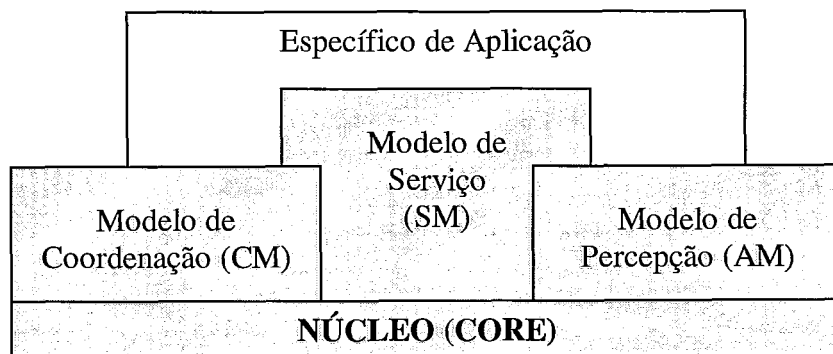 Específico de Aplicação
Modelo de
Serviço
(SM)
Modelo de
Coordenação (CM)
Modelo de
Percepção (AM)
NÚCLEO (CORE)